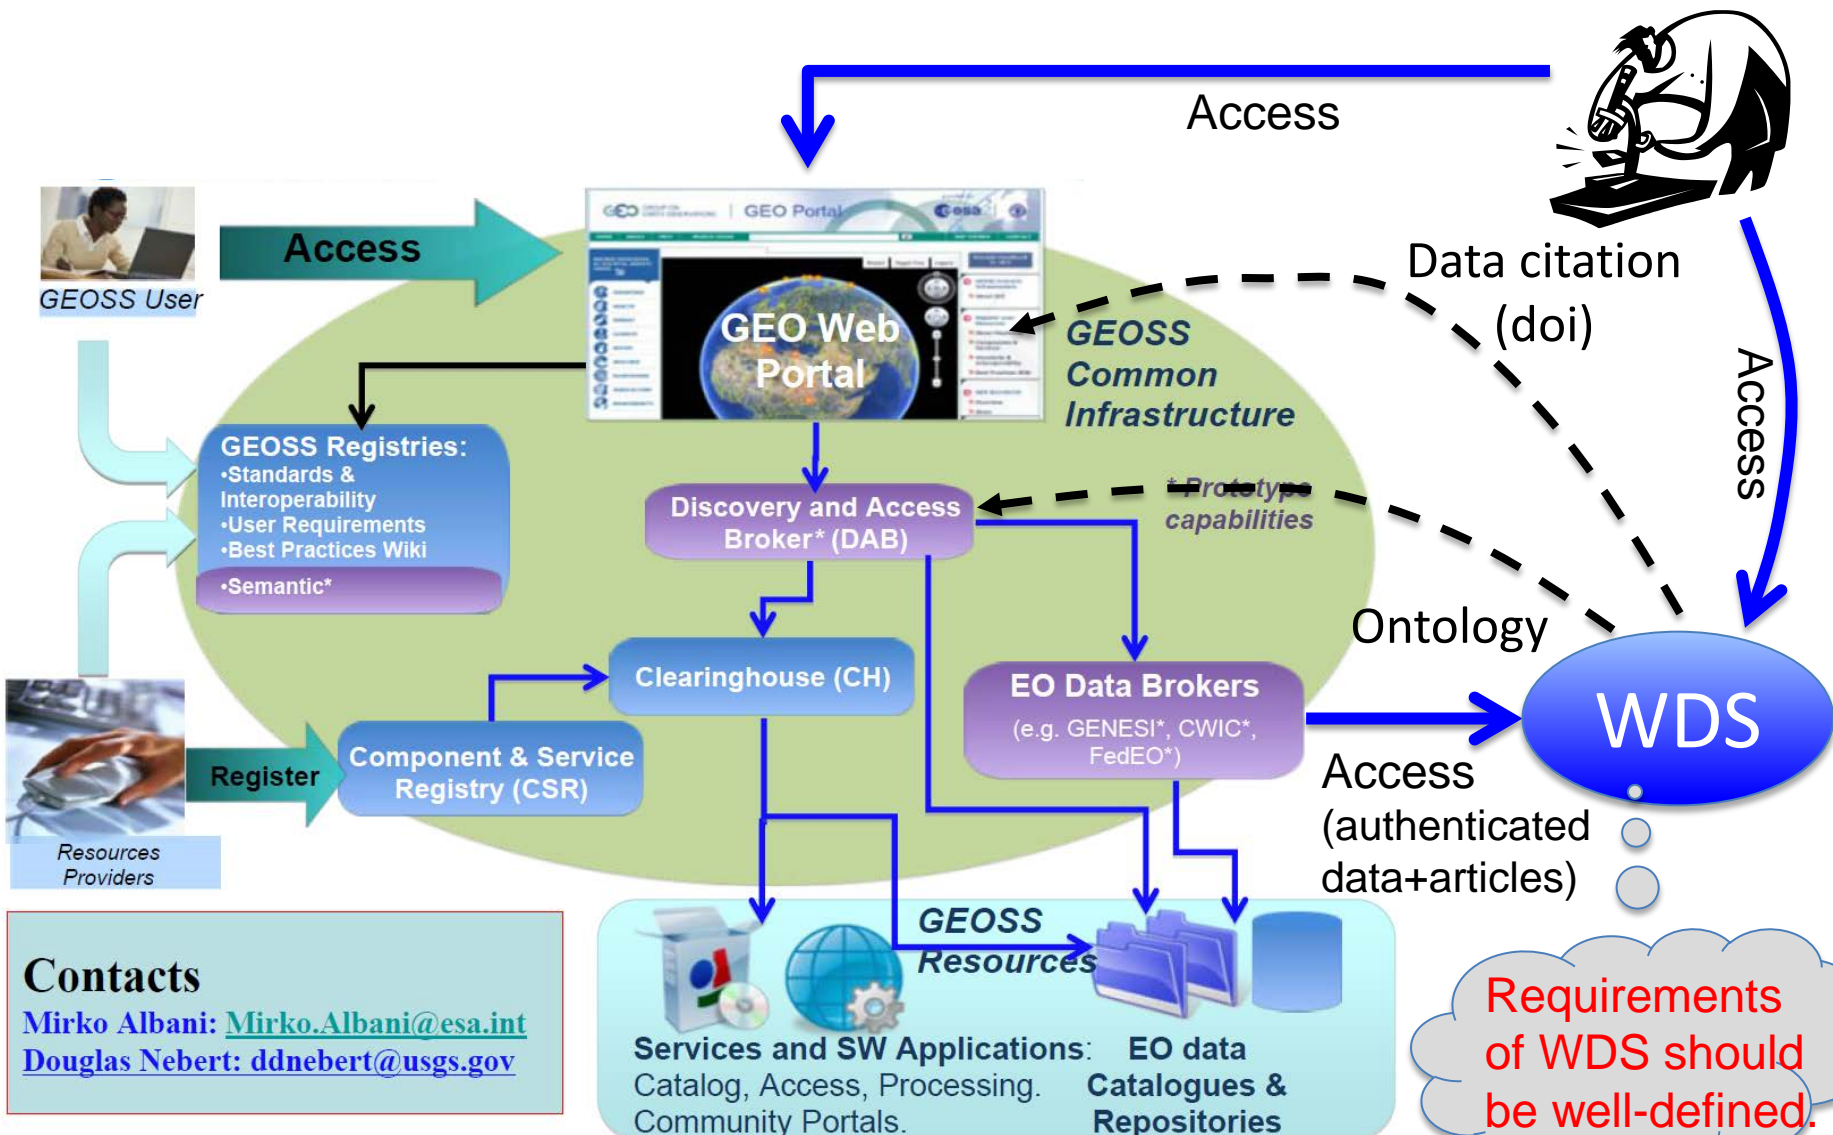 Access
GEO Portal
esa
Access
GEOSS User
GEO Web
Portal
GEOSS
Common
Infrastructure
Data citation
(doi)
Access
GEOSS Registries:
•Standards &
Interoperability
•User Requirements
•Best Practices Wiki
•Semantic*
Discovery and Access
Broker* (DAB)
* Prototype
capabilities
Ontology
Clearinghouse (CH)
EO Data Brokers
(e.g. GENESI*, CWIC*,
FedEO*)
WDS
Register
Component & Service
Registry (CSR)
Access
(authenticated
data+articles)
Resources
Providers
GEOSS
Resources
Contacts
Mirko Albani: Mirko.Albani@esa.int
Douglas Nebert: ddnebert@usgs.gov
Services and SW Applications:
Catalog, Access, Processing.
Community Portals.
EO data
Catalogues &
Repositories
Requirements
of WDS should
be well-defined.